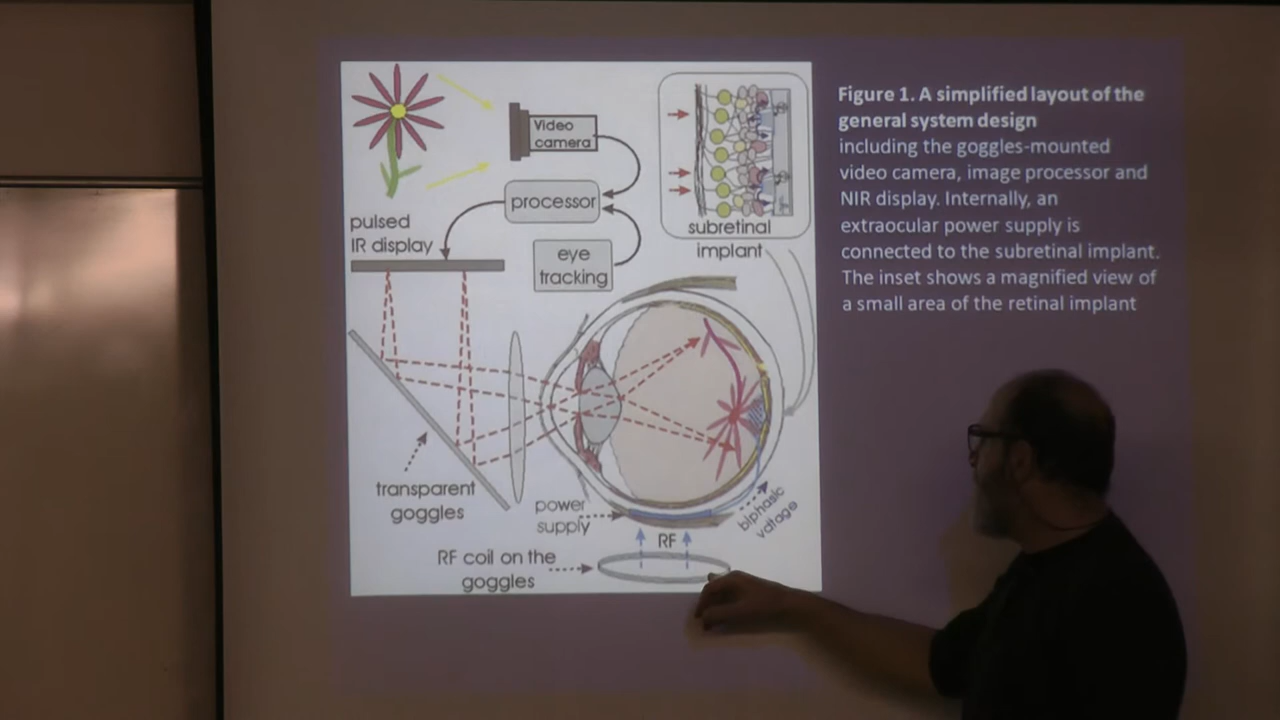 Video
camera
processor
pulsed
IR display
eye
tracking
subretinal
implant
transparent
goggles
power
supply
biphasic
voltage
RF
RF coil on the
goggles
Figure 1. A simplified layout of the
general system design
including the goggles-mounted
video camera, image processor and
NIR display. Internally, an
extraocular power supply is
connected to the subretinal implant.
The inset shows a magnified view of
a small area of the retinal implant